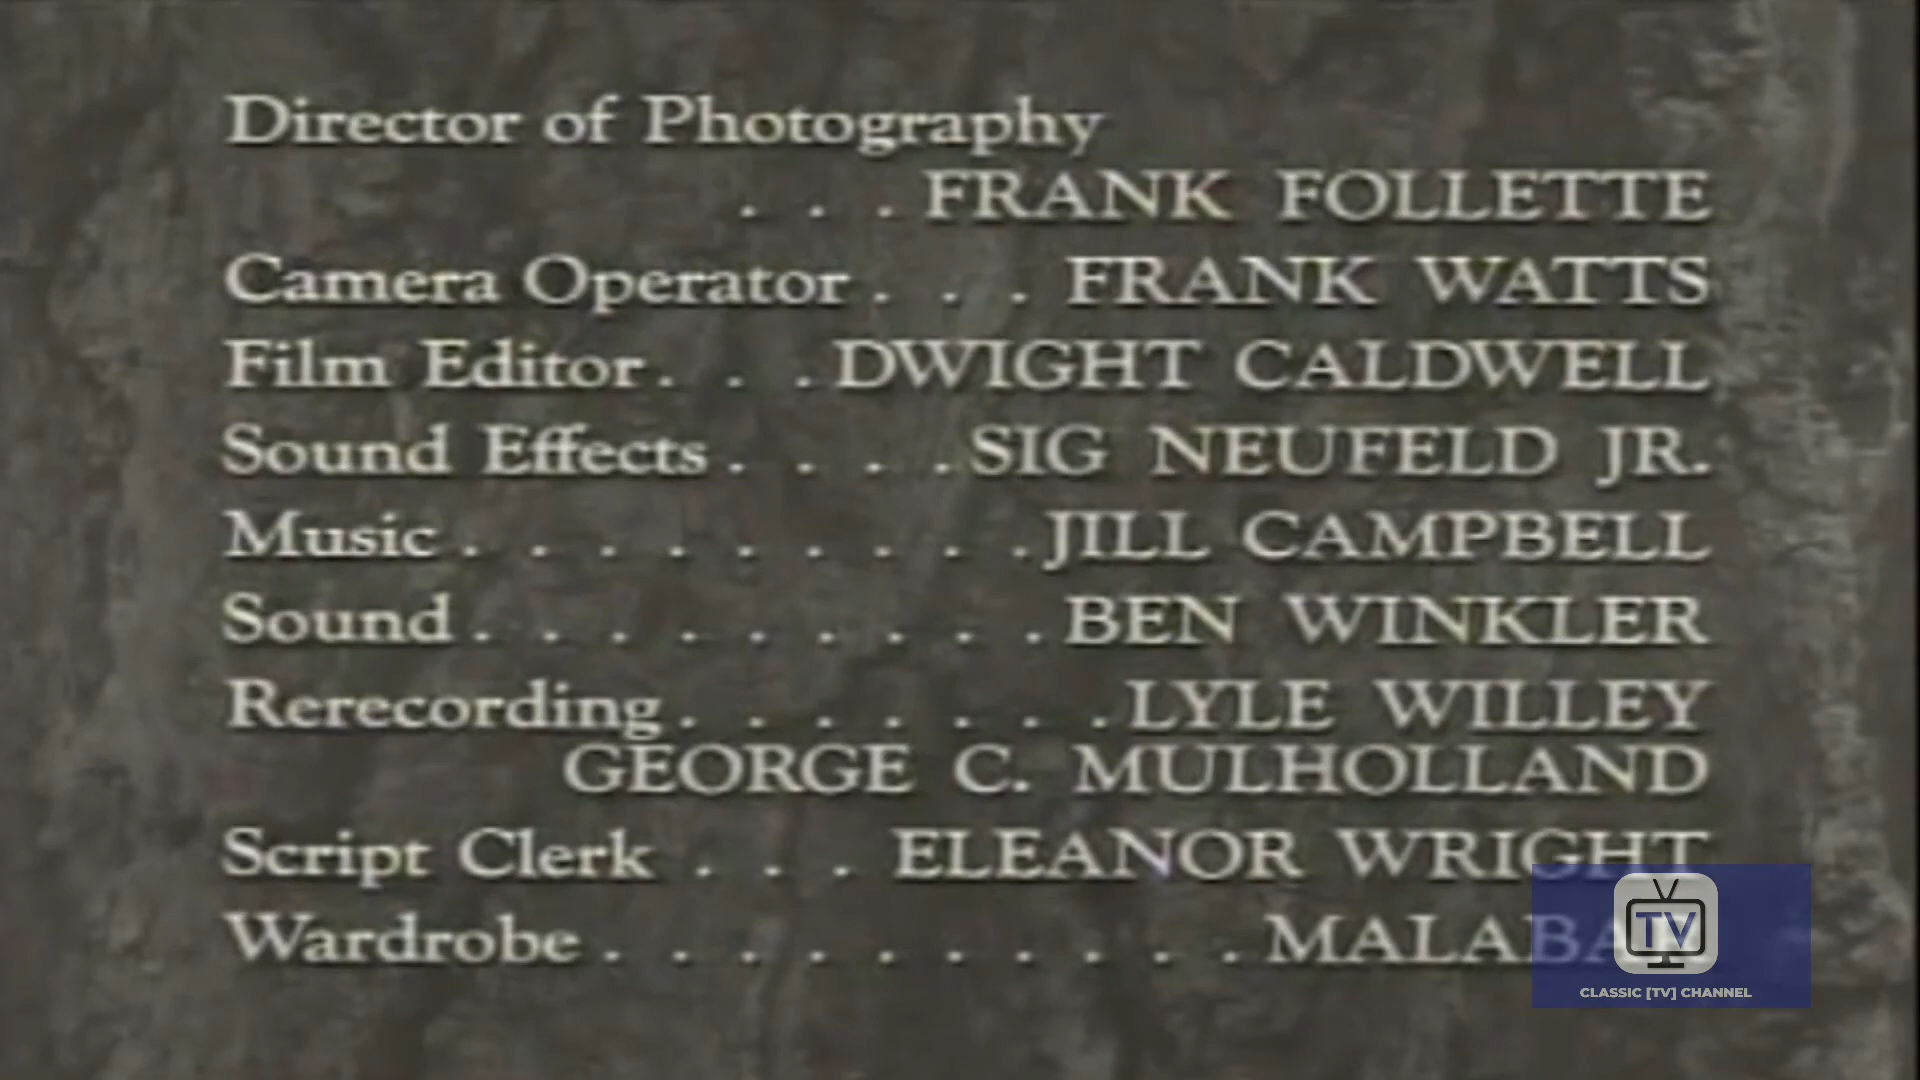 Director of Photography
. . . FRANK FOLLETTE
Camera Operator . . . FRANK WATTS
Film Editor . . . DWIGHT CALDWELL
Sound Effects . . . . SIG NEUFELD JR.
Music . . . . . . . . . JILL CAMPBELL
Sound . . . . . . . . . BEN WINKLER
Rerecording . . . . . . . LYLE WILLEY
GEORGE C. MULHOLLAND
Script Clerk . . . ELEANOR WRIGHT
Wardrobe . . . . . . . . . .
TV
CLASSIC [TV] CHANNEL